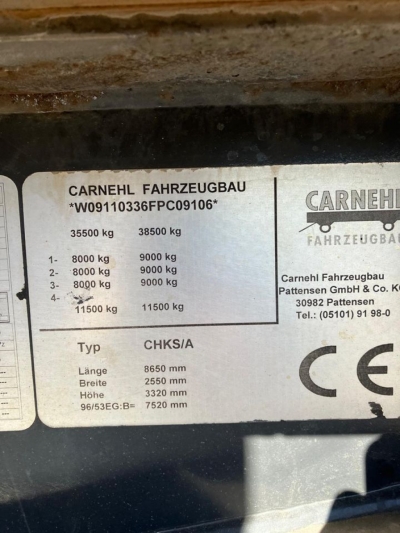 CARNEHL FAHRZEUGBAU
*W09110336FPC09106*
35500 kg 38500 kg
1- 8000 kg 9000 kg
2- 8000 kg 9000 kg
3- 8000 kg 9000 kg
4-
11500 kg 11500 kg
Typ CHKS/A
Länge 8650 mm
Breite 2550 mm
Höhe 3320 mm
96/53EG:B= 7520 mm
CARNEHL
FAHRZEUGBAU
Carnehl Fahrzeugbau
Pattensen GmbH & Co. KG
30982 Pattensen
Tel.: (05101) 91 98-0
CE